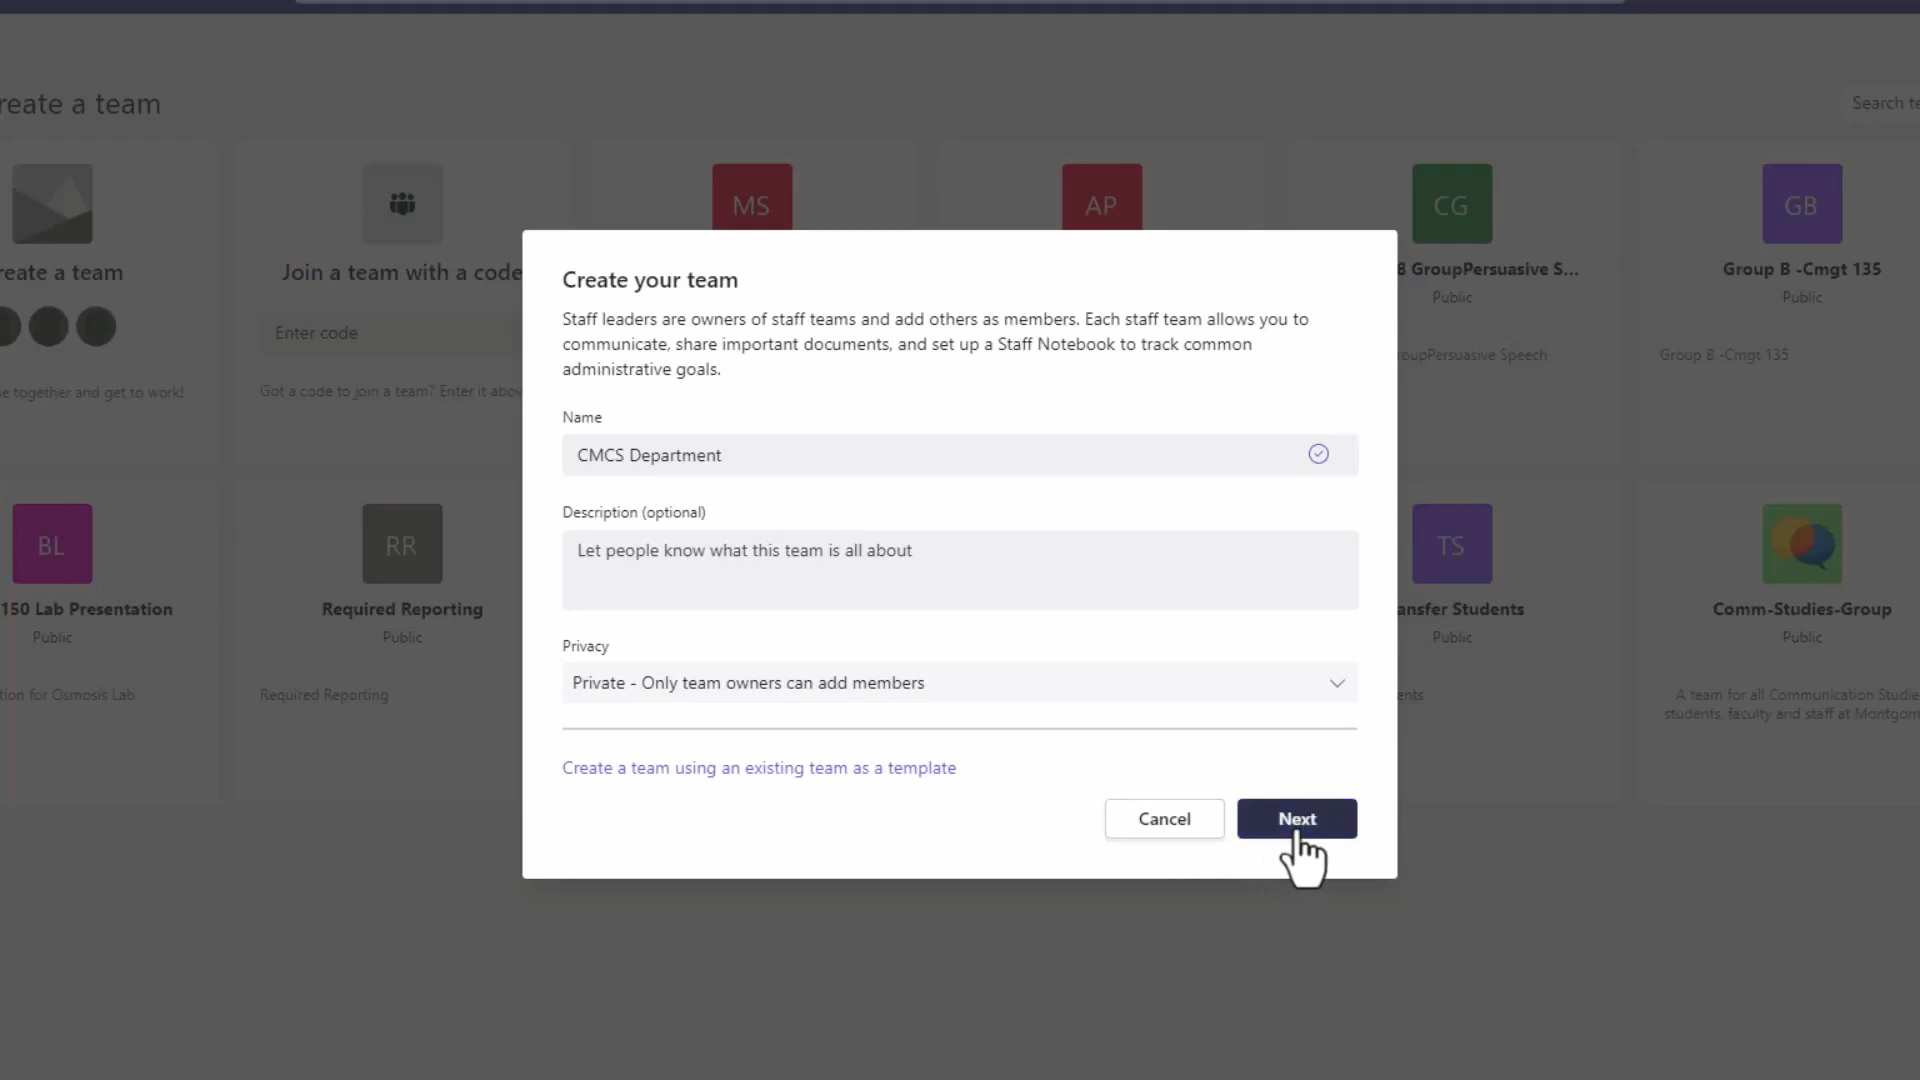 reate a team
Search te
MS
AP
CG
GB
reate a team
Join a team with a code
8 GroupPersuasive S...
Group B -Cmgt 135
Public
Public
Enter code
roupPersuasive Speech
Group B -Cmgt 135
e together and get to work!
Got a code to join a team? Enter it abov
Create your team
Staff leaders are owners of staff teams and add others as members. Each staff team allows you to
communicate, share important documents, and set up a Staff Notebook to track common
administrative goals.
Name
CMCS Department
Description (optional)
Let people know what this team is all about
Privacy
Private - Only team owners can add members
Create a team using an existing team as a template
Cancel
Next
BL
RR
TS
150 Lab Presentation
Required Reporting
ansfer Students
Comm-Studies-Group
Public
Public
Public
Public
tion for Osmosis Lab
Required Reporting
ents
A team for all Communication Studie
students, faculty and staff at Montgom